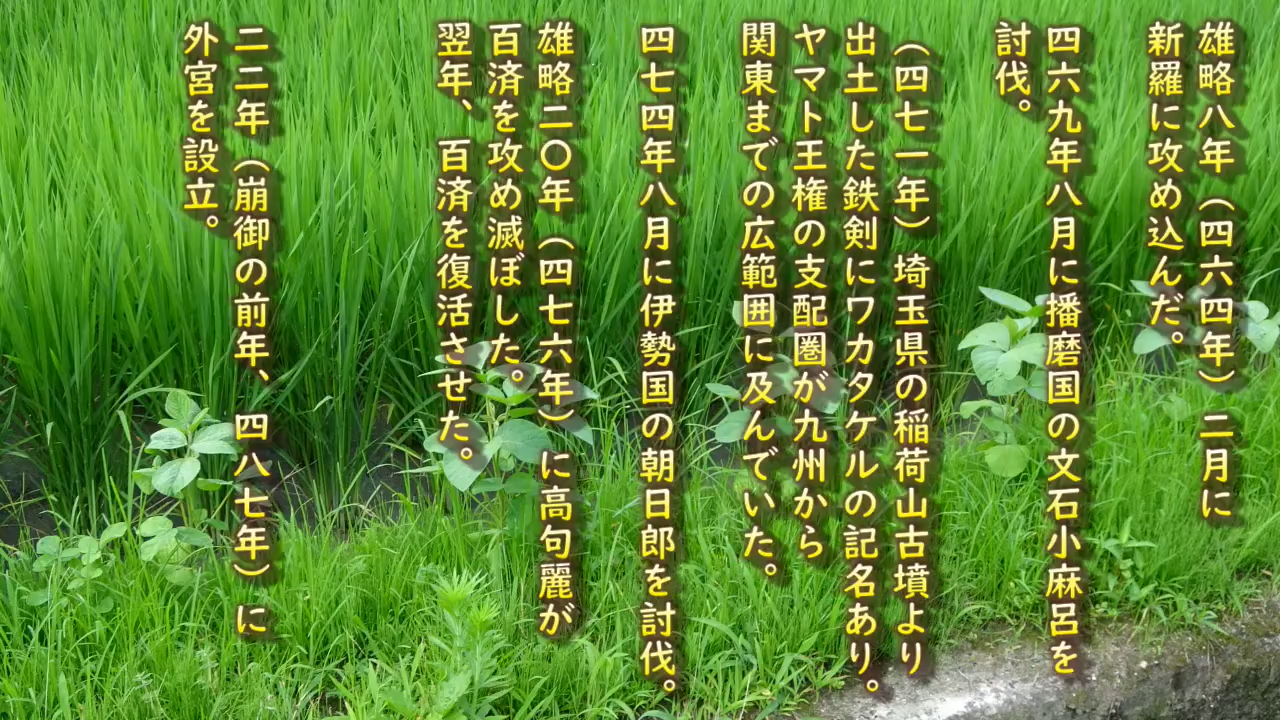 雄略八年（四六四年）二月に
新羅に攻め込んだ。
四六九年八月に播磨国の文石小麻呂を
討伐。
（四七一年）埼玉県の稲荷山古墳より
出土した鉄剣にワカタケルの記名あり。
ヤマト王権の支配圏が九州から
関東までの広範囲に及んでいた。
四七四年八月に伊勢国の朝日郎を討伐。
雄略二〇年（四七六年）に高句麗が
百済を攻め滅ぼした。
翌年、百済を復活させた。
二二年（崩御の前年、四八七年）に
外宮を設立。